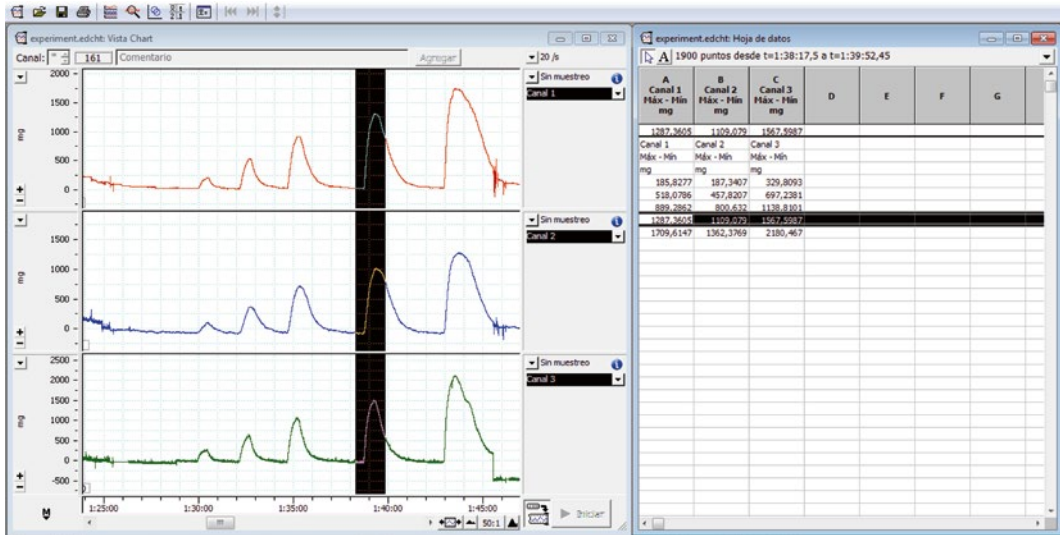 experiment.edcht: Vista Chart
Canal: 161 Comentario Agregar 20 /s
Sin muestreo
Canal 1
2000
1500
1000
500
0
mg
Sin muestreo
Canal 2
1500
1000
500
0
mg
Sin muestreo
Canal 3
2500
2000
1500
1000
500
0
-500
mg
1:25:00 1:30:00 1:35:00 1:40:00 1:45:00
M 50:1 Iniciar
experiment.edcht: Hoja de datos
A 1900 puntos desde t=1:38:17,5 a t=1:39:52,45
A B C D E F G
Canal 1 Canal 2 Canal 3
Máx - Mín Máx - Mín Máx - Mín
mg mg mg
1287,3605 1109,079 1567,5987
Canal 1 Canal 2 Canal 3
Máx - Mín Máx - Mín Máx - Mín
mg mg mg
185,8277 187,3407 329,8093
518,0786 457,8207 697,2381
889,2862 800,632 1138,8101
1287,3605 1109,079 1567,5987
1709,6147 1362,3769 2180,467